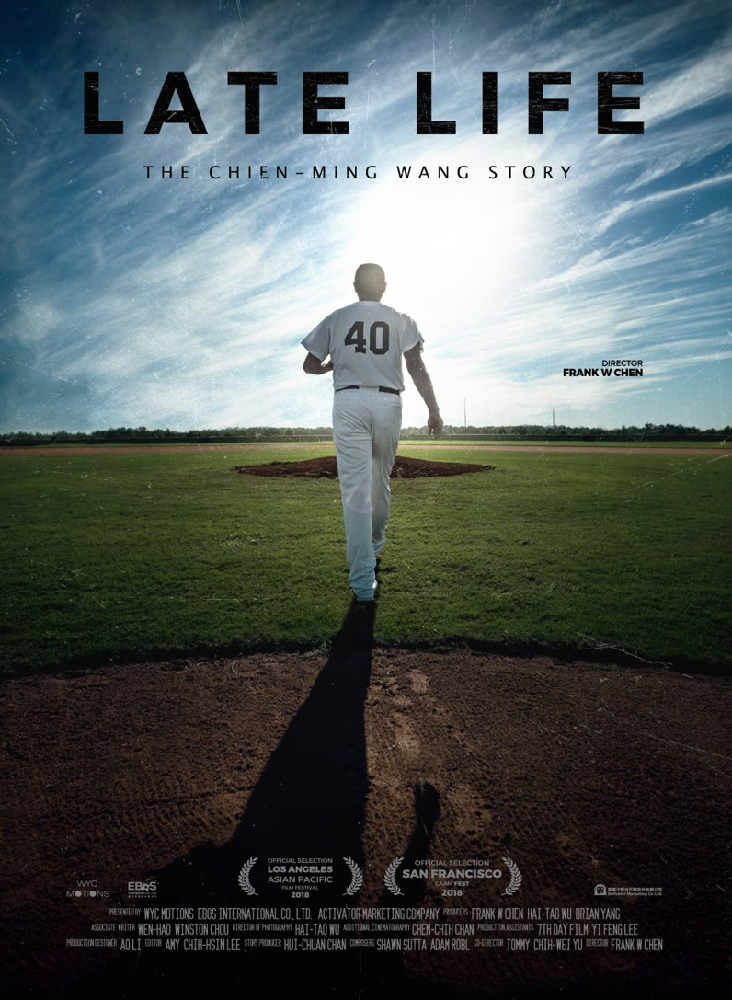 LATE LIFE
THE CHIEN-MING WANG STORY
40
DIRECTOR
FRANK W CHEN
OFFICIAL SELECTION
LOS ANGELES
ASIAN PACIFIC
FILM FESTIVAL
2018
OFFICIAL SELECTION
SAN FRANCISCO
CAAM FEST
2018
WYC
MOTIONS
EBOS
Activator Marketing Co., Ltd.
PRESENTED BY WYC MOTIONS EBOS INTERNATIONAL CO., LTD. ACTIVATOR MARKETING COMPANY PRODUCERS FRANK W CHEN HAI-TAO WU BRIAN YANG
ASSOCIATE WRITER WEN-HAO WINSTON CHOU DIRECTOR OF PHOTOGRAPHY HAI-TAO WU ADDITIONAL CINEMATOGRAPHY CHEN-CHIH CHAN PRODUCTION ASSISTANTS 7TH DAY FILM YI FENG LEE
PRODUCTION DESIGNER AO LI EDITOR AMY CHIH-HSIN LEE STORY PRODUCER HUI-CHUAN CHAN COMPOSERS SHAWN SUTTA ADAM ROBL CO-DIRECTOR TOMMY CHIH-WEI YU DIRECTOR FRANK W CHEN